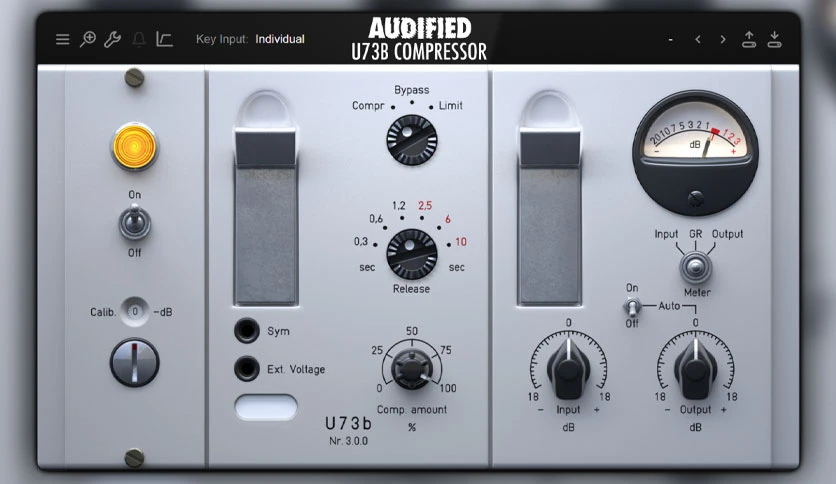 Key Input: Individual
AUDIFIED
U73B COMPRESSOR
-
On
Off
Calib. 0 -dB
Bypass
Compr Limit
0,3 0,6 1,2 2,5 6 10
sec sec
Release
Sym
Ext. Voltage
0 25 50 75 100
Comp. amount
%
U73b
Nr. 3.0.0
20 10 7 5 3 2 1 1 2 3
- dB +
Input GR Output
Meter
On
Off
Auto
0
18 18
- Input +
dB
0
18 18
- Output +
dB